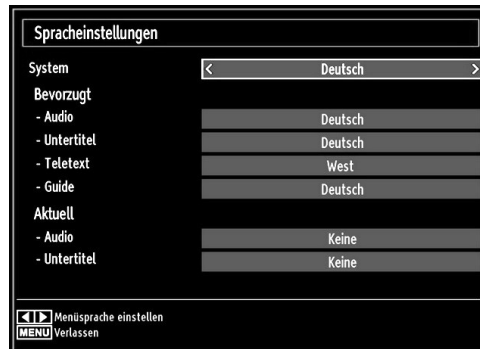 Spracheinstellungen
System < Deutsch >
Bevorzugt
- Audio Deutsch
- Untertitel Deutsch
- Teletext West
- Guide Deutsch
Aktuell
- Audio Keine
- Untertitel Keine
Menüsprache einstellen
MENU Verlassen